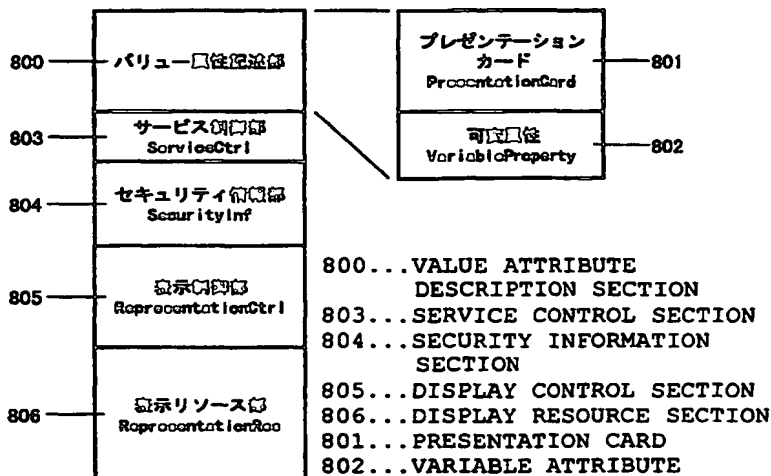 800
バリュー属性記述部
プレゼンテーション
カード
PresentationCard
801
803
サービス制御部
ServiceCtrl
可変属性
VariableProperty
802
804
セキュリティ情報部
SecurityInf
805
表示制御部
RepresentationCtrl
806
表示リソース部
RepresentationRes
800...VALUE ATTRIBUTE
DESCRIPTION SECTION
803...SERVICE CONTROL SECTION
804...SECURITY INFORMATION
SECTION
805...DISPLAY CONTROL SECTION
806...DISPLAY RESOURCE SECTION
801...PRESENTATION CARD
802...VARIABLE ATTRIBUTE